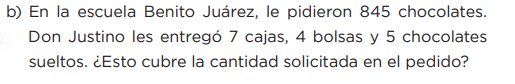 b) En la escuela Benito Juárez, le pidieron 845 chocolates.
Don Justino les entregó 7 cajas, 4 bolsas y 5 chocolates
sueltos. ¿Esto cubre la cantidad solicitada en el pedido?